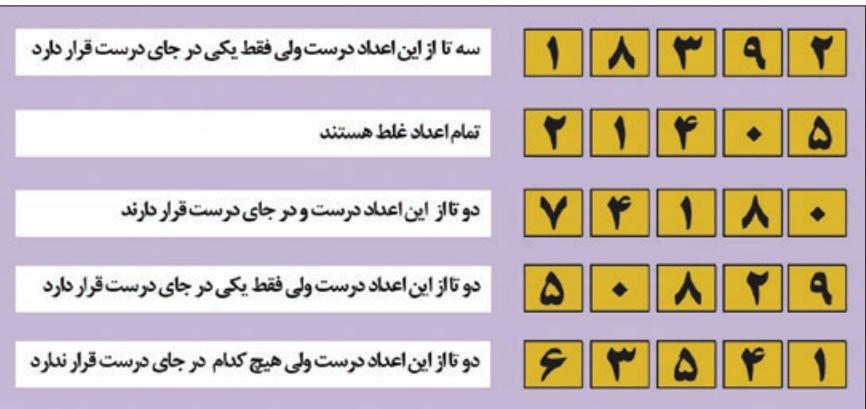 سه تا از این اعداد درست ولی فقط یکی در جای درست قرار دارد ۱ ۸ ۳ ۹ ۲
تمام اعداد غلط هستند ۲ ۱ ۴ ۰ ۵
دو تا از این اعداد درست و در جای درست قرار دارند ۷ ۴ ۱ ۸ ۰
دو تا از این اعداد درست ولی فقط یکی در جای درست قرار دارد ۵ ۰ ۸ ۲ ۹
دو تا از این اعداد درست ولی هیچ کدام در جای درست قرار ندارد ۶ ۳ ۵ ۴ ۱